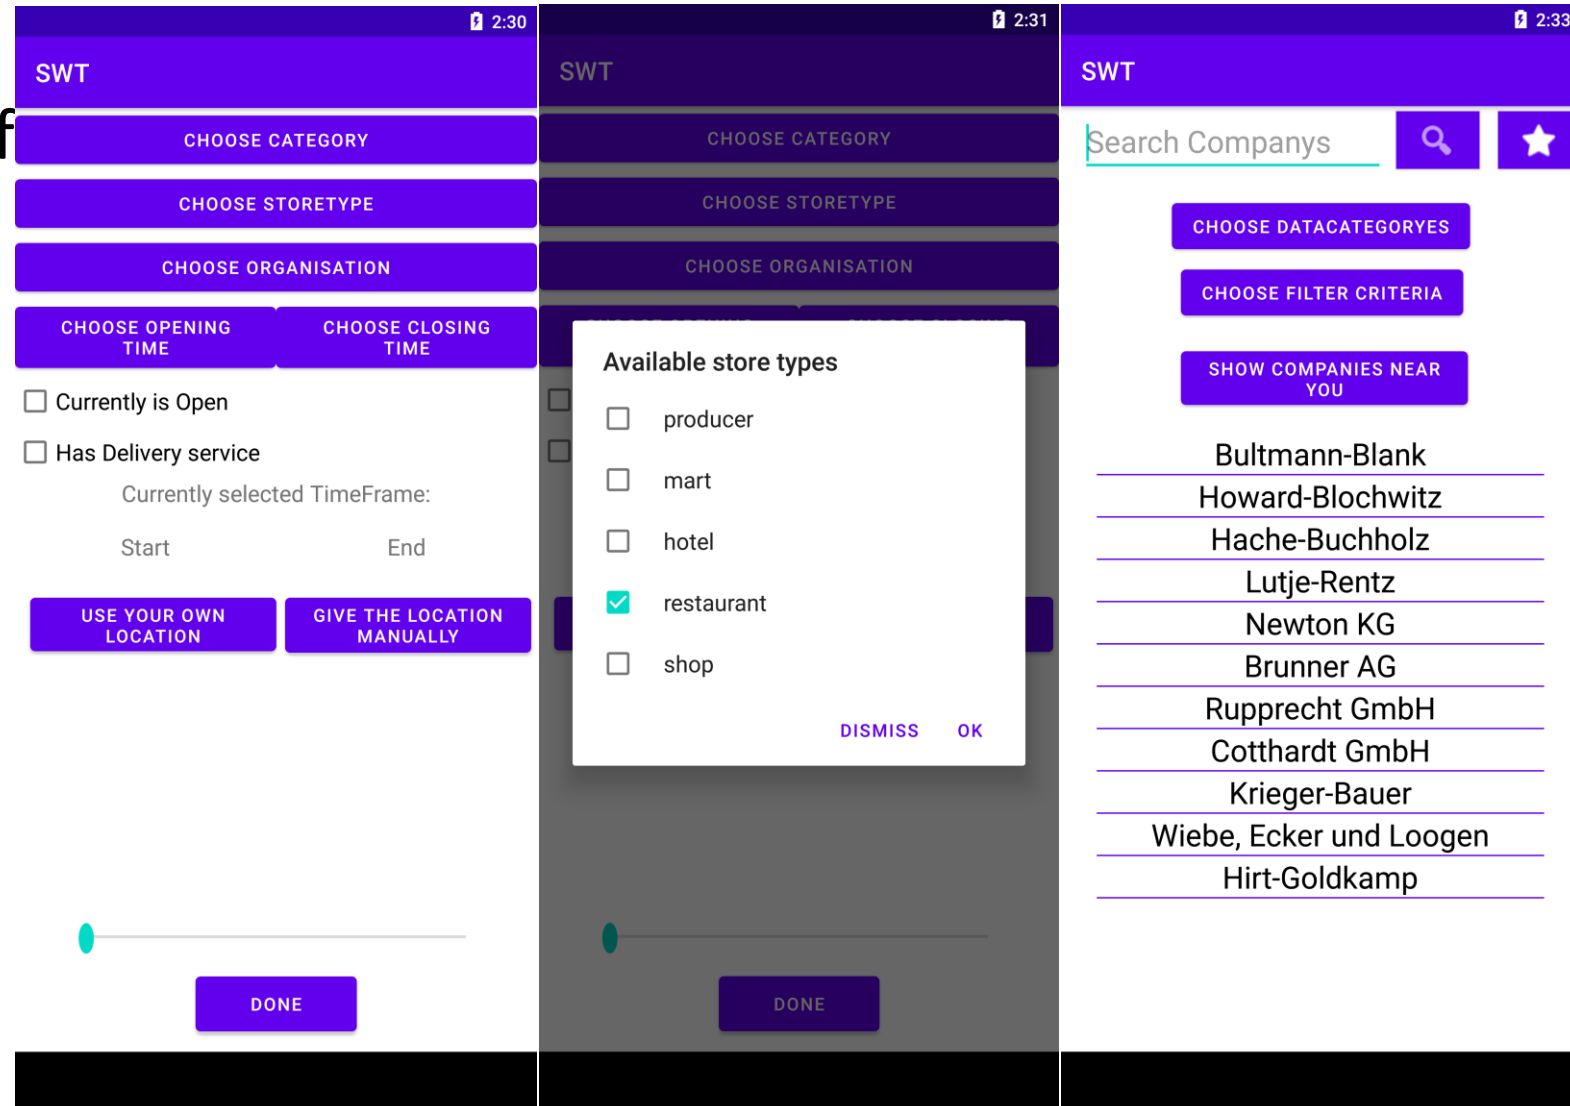 f
2:30
SWT
CHOOSE CATEGORY
CHOOSE STORETYPE
CHOOSE ORGANISATION
CHOOSE OPENING
TIME
CHOOSE CLOSING
TIME
Currently is Open
Has Delivery service
Currently selected TimeFrame:
Start
End
USE YOUR OWN
LOCATION
GIVE THE LOCATION
MANUALLY
DONE
2:31
SWT
CHOOSE CATEGORY
CHOOSE STORETYPE
CHOOSE ORGANISATION
Available store types
producer
mart
hotel
restaurant
shop
DISMISS
OK
DONE
2:33
SWT
Search Companys
CHOOSE DATACATEGORYES
CHOOSE FILTER CRITERIA
SHOW COMPANIES NEAR
YOU
Bultmann-Blank
Howard-Blochwitz
Hache-Buchholz
Lutje-Rentz
Newton KG
Brunner AG
Rupprecht GmbH
Cotthardt GmbH
Krieger-Bauer
Wiebe, Ecker und Loogen
Hirt-Goldkamp